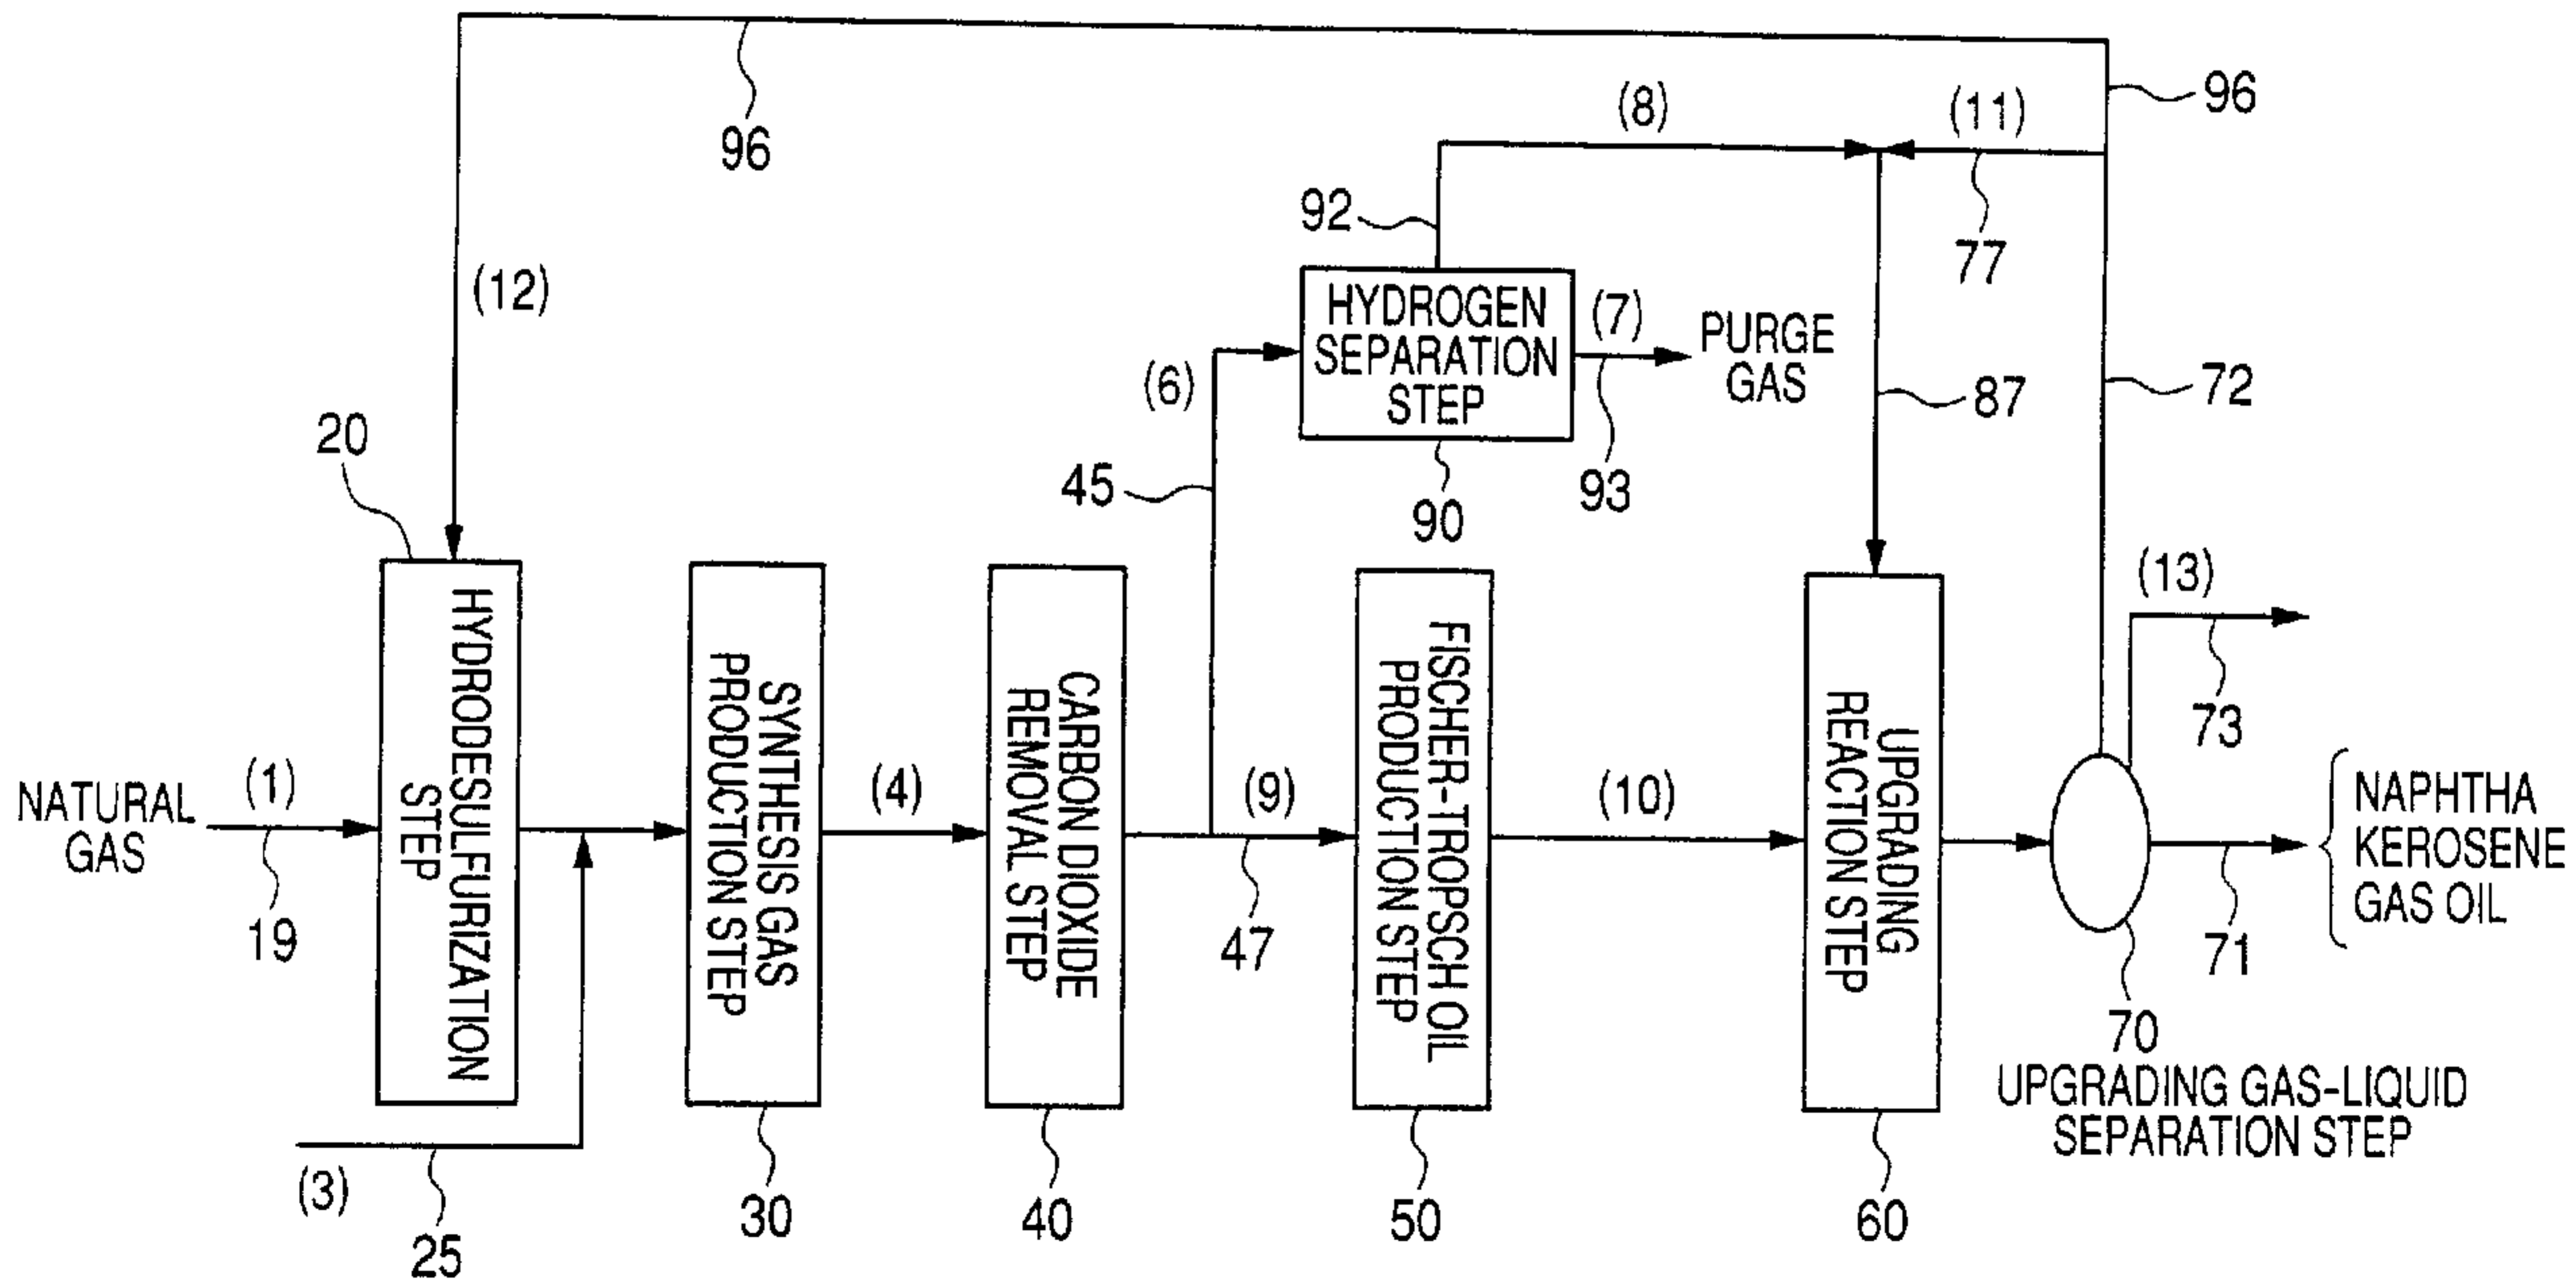 96
96
(8)
(11)
92
77
(12)
HYDROGEN
SEPARATION
STEP
(7)
PURGE
GAS
(6)
87
72
20
45
93
90
(13)
HYDRODESULFURIZATION
STEP
SYNTHESIS GAS
PRODUCTION STEP
CARBON DIOXIDE
REMOVAL STEP
FISCHER-TROPSCH OIL
PRODUCTION STEP
UPGRADING
REACTION STEP
73
NATURAL
GAS
(1)
(4)
(9)
(10)
NAPHTHA
KEROSENE
GAS OIL
19
47
71
70
UPGRADING GAS-LIQUID
SEPARATION STEP
(3)
25
30
40
50
60